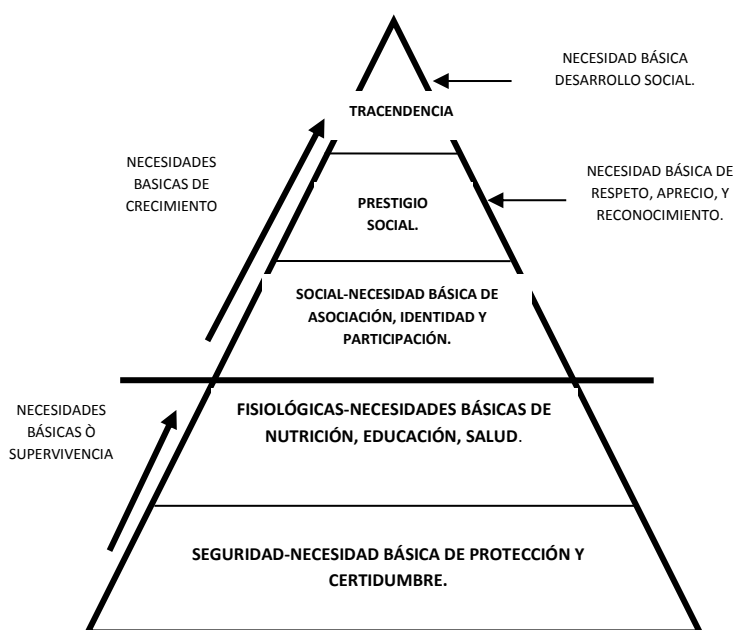 NECESIDAD BÁSICA
DESARROLLO SOCIAL.
TRACENDENCIA
NECESIDADES
BASICAS DE
CRECIMIENTO
NECESIDAD BÁSICA DE
RESPETO, APRECIO, Y
RECONOCIMIENTO.
PRESTIGIO
SOCIAL.
SOCIAL-NECESIDAD BÁSICA DE
ASOCIACIÓN, IDENTIDAD Y
PARTICIPACIÓN.
NECESIDADES
BÁSICAS Ò
SUPERVIVENCIA
FISIOLÓGICAS-NECESIDADES BÁSICAS DE
NUTRICIÓN, EDUCACIÓN, SALUD.
SEGURIDAD-NECESIDAD BÁSICA DE PROTECCIÓN Y
CERTIDUMBRE.